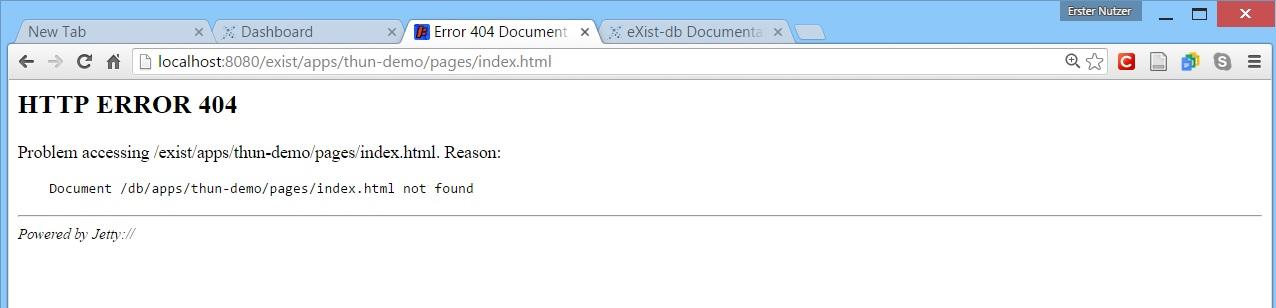 Erster Nutzer
New Tab
Dashboard
Error 404 Document
eXist-db Documenta
localhost:8080/exist/apps/thun-demo/pages/index.html
HTTP ERROR 404
Problem accessing /exist/apps/thun-demo/pages/index.html. Reason:
Document /db/apps/thun-demo/pages/index.html not found
Powered by Jetty://